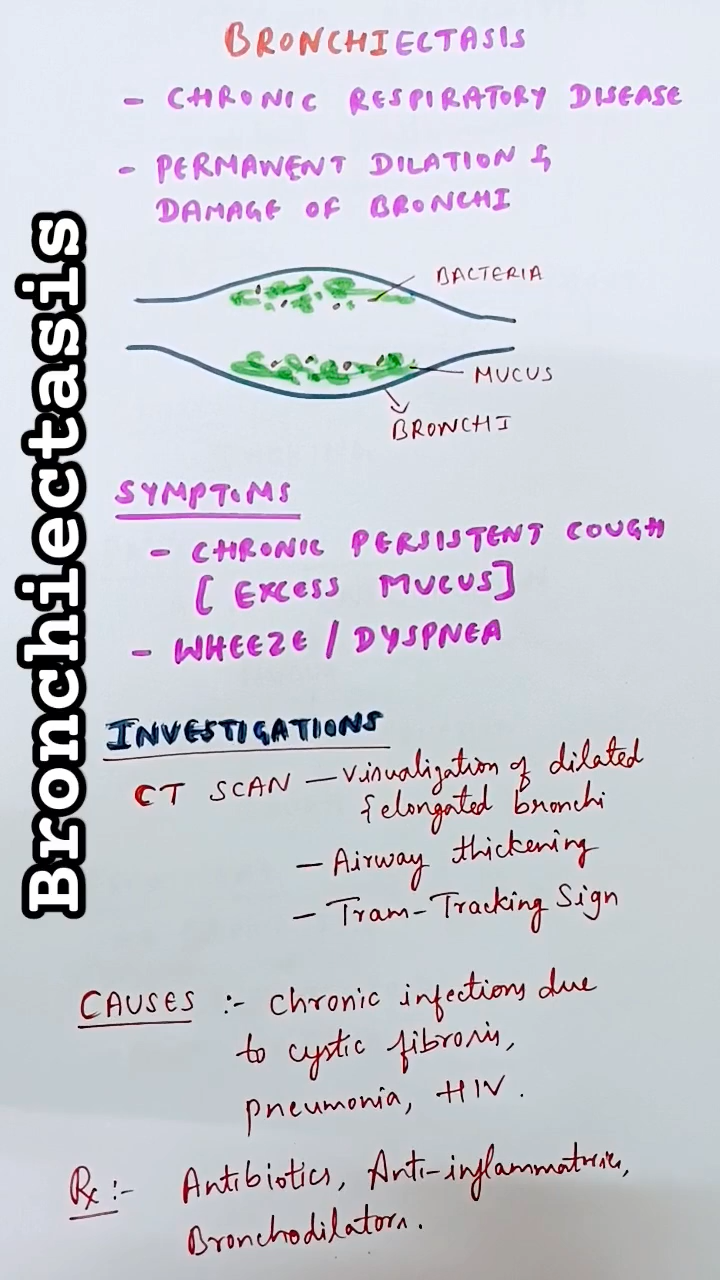 BRONCHIECTASIS
- CHRONIC RESPIRATORY DISEASE
- PERMANENT DILATION &
DAMAGE OF BRONCHI
BACTERIA
MUCUS
BRONCHI
Bronchiectasis
SYMPTOMS
- CHRONIC PERSISTENT COUGH
[EXCESS MUCUS]
- WHEEZE / DYSPNEA
INVESTIGATIONS
CT SCAN - Visualization of dilated
& elongated bronchi
- Airway thickening
- Tram-Tracking Sign
CAUSES :- Chronic infections due
to cystic fibrosis,
pneumonia, HIV.
Rx :- Antibiotics, Anti-inflammatories,
Bronchodilators.